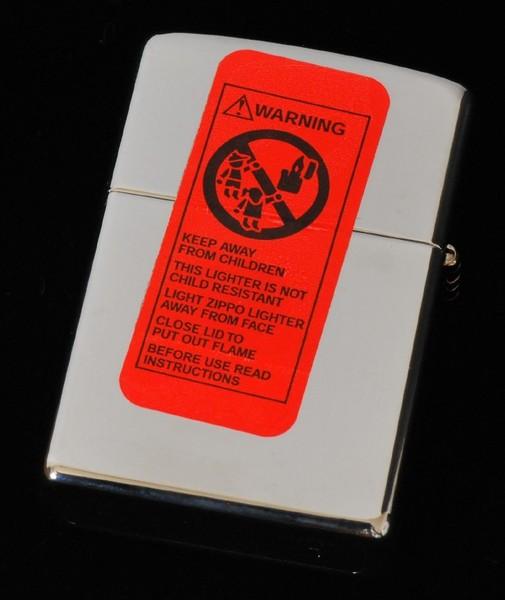 WARNING
KEEP AWAY
FROM CHILDREN
THIS LIGHTER IS NOT
CHILD RESISTANT
LIGHT ZIPPO LIGHTER
AWAY FROM FACE
CLOSE LID TO
PUT OUT FLAME
BEFORE USE READ
INSTRUCTIONS